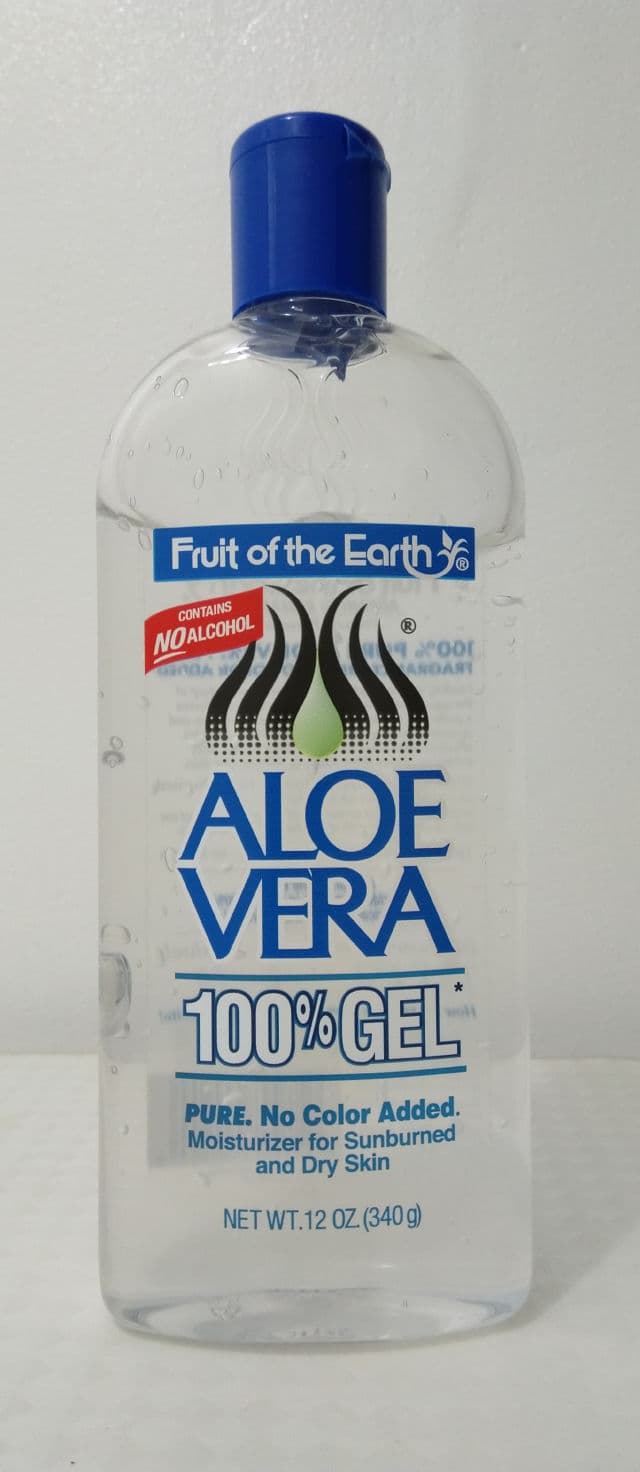 Fruit of the Earth®
CONTAINS
NO ALCOHOL
®
ALOE
VERA
100% GEL*
PURE. No Color Added.
Moisturizer for Sunburned
and Dry Skin
NET WT.12 OZ.(340g)